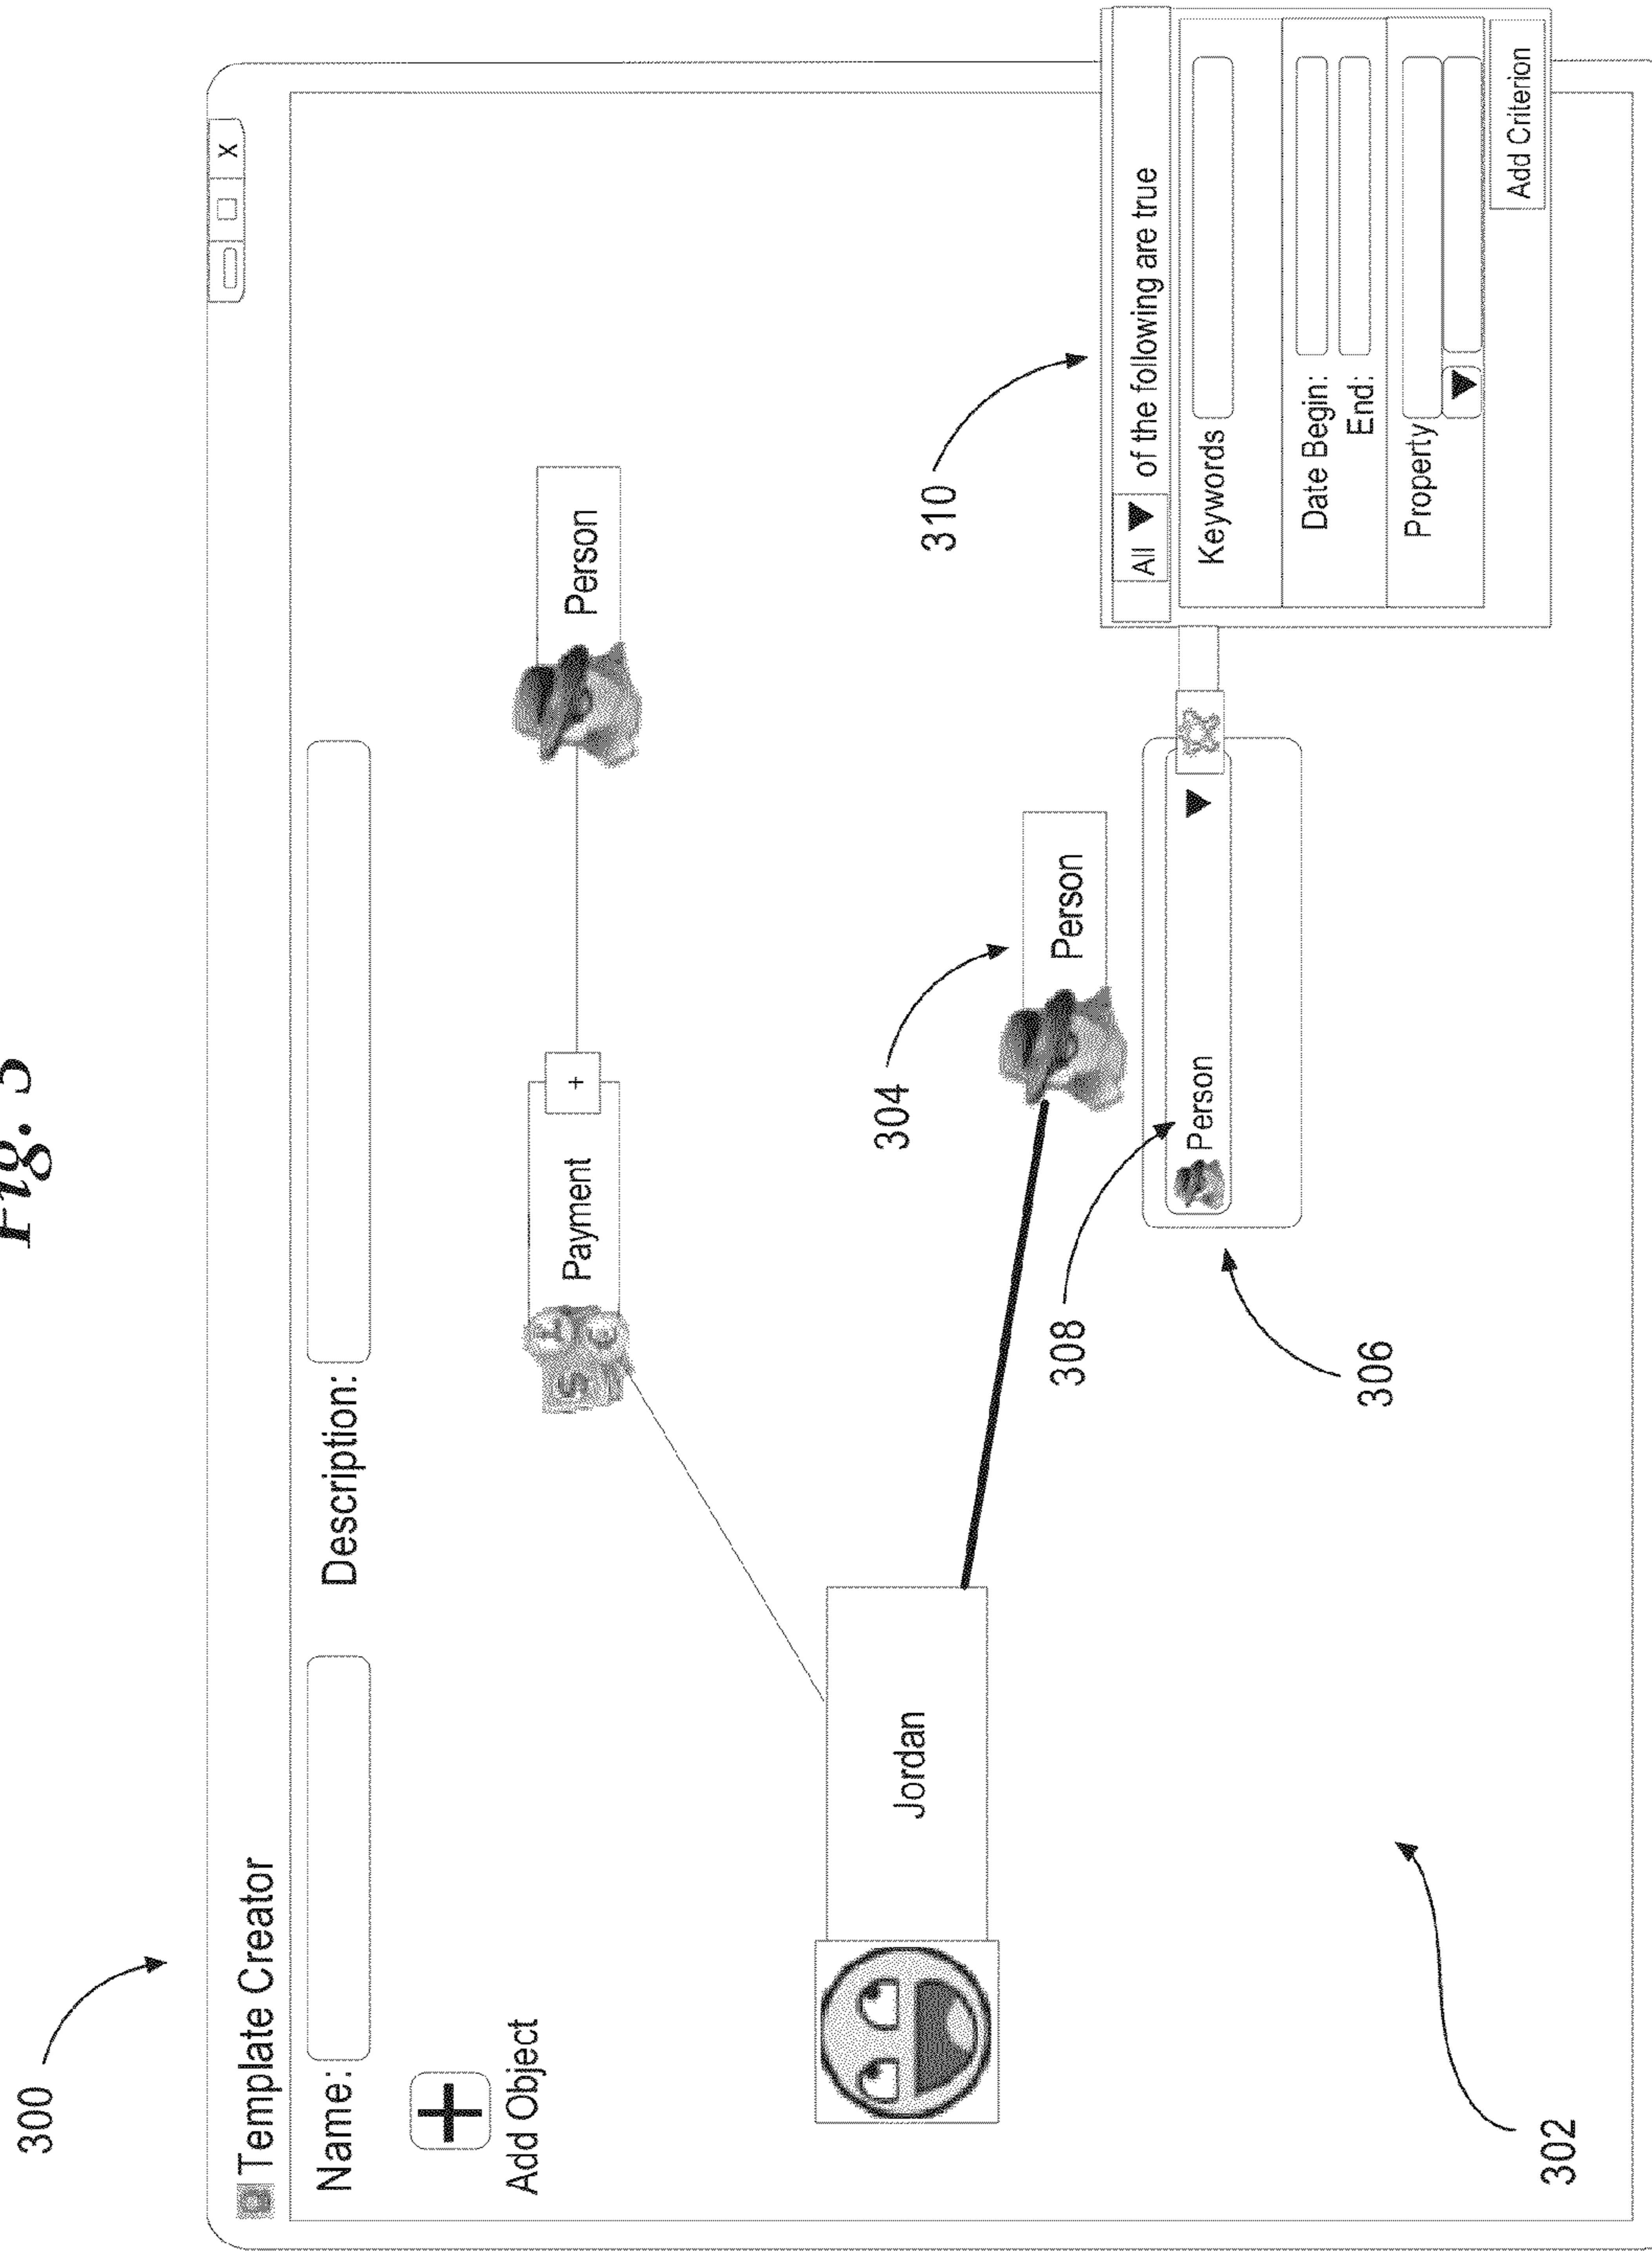 Fig. 3
300
Template Creator
X
Name:
Description:
Add Object
Payment
+
Person
Jordan
304
Person
310
308
Person
306
All ▼ of the following are true
Keywords
Date Begin:
End:
Property
Add Criterion
302